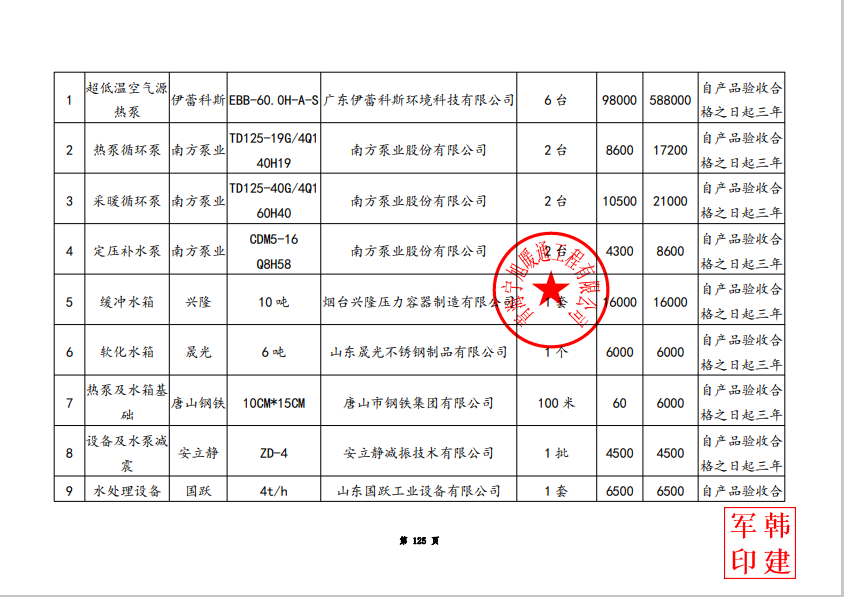 1 超低温空气源热泵 伊蕾科斯 EBB-60.0H-A-S 广东伊蕾科斯环境科技有限公司 6 台 98000 588000 自产品验收合格之日起三年
2 热泵循环泵 南方泵业 TD125-19G/4Q140H19 南方泵业股份有限公司 2 台 8600 17200 自产品验收合格之日起三年
3 采暖循环泵 南方泵业 TD125-40G/4Q160H40 南方泵业股份有限公司 2 台 10500 21000 自产品验收合格之日起三年
4 定压补水泵 南方泵业 CDM5-16 Q8H58 南方泵业股份有限公司 2 台 4300 8600 自产品验收合格之日起三年
5 缓冲水箱 兴隆 10 吨 烟台兴隆压力容器制造有限公司 1 套 16000 16000 自产品验收合格之日起三年
6 软化水箱 晟光 6 吨 山东晟光不锈钢制品有限公司 1 个 6000 6000 自产品验收合格之日起三年
7 热泵及水箱基础 唐山钢铁 10CM*15CM 唐山市钢铁集团有限公司 100 米 60 6000 自产品验收合格之日起三年
8 设备及水泵减震 安立静 ZD-4 安立静减振技术有限公司 1 批 4500 4500 自产品验收合格之日起三年
9 水处理设备 国跃 4t/h 山东国跃工业设备有限公司 1 套 6500 6500 自产品验收合格
旭暖通工程有限公司
第 125 页
军韩
印建